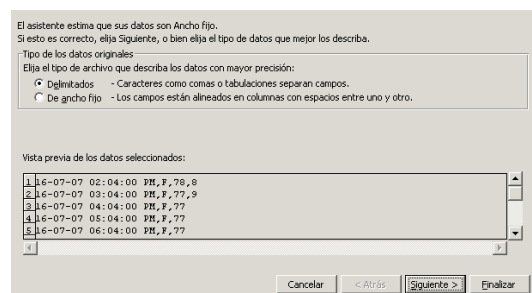 El asistente estima que sus datos son Ancho fijo.
Si esto es correcto, elija Siguiente, o bien elija el tipo de datos que mejor los describa.
Tipo de los datos originales
Elija el tipo de archivo que describa los datos con mayor precisión:
Delimitados - Caracteres como comas o tabulaciones separan campos.
De ancho fijo - Los campos están alineados en columnas con espacios entre uno y otro.
Vista previa de los datos seleccionados:
1 16-07-07 02:04:00 PM,F,78,8
2 16-07-07 03:04:00 PM,F,77,9
3 16-07-07 04:04:00 PM,F,77
4 16-07-07 05:04:00 PM,F,77
5 16-07-07 06:04:00 PM,F,77
Cancelar < Atrás Siguiente > Finalizar